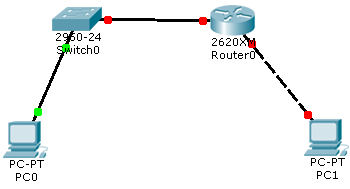 2950-24
Switch0
2620XM
Router0
PC-PT
PC0
PC-PT
PC1